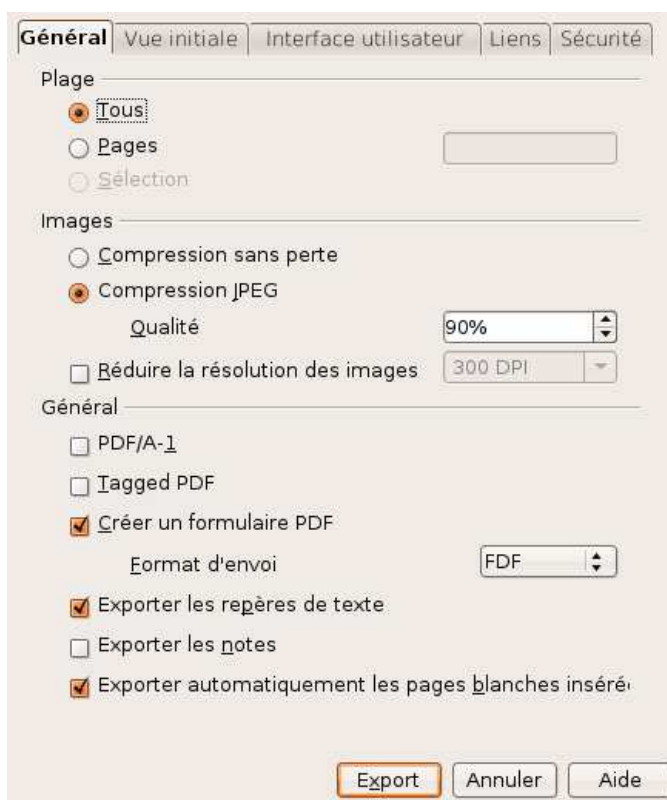 Général Vue initiale Interface utilisateur Liens Sécurité
Plage
Tous
Pages
Sélection
Images
Compression sans perte
Compression JPEG
Qualité 90%
Réduire la résolution des images 300 DPI
Général
PDF/A-1
Tagged PDF
Créer un formulaire PDF
Format d'envoi FDF
Exporter les repères de texte
Exporter les notes
Exporter automatiquement les pages blanches inséré
Export Annuler Aide